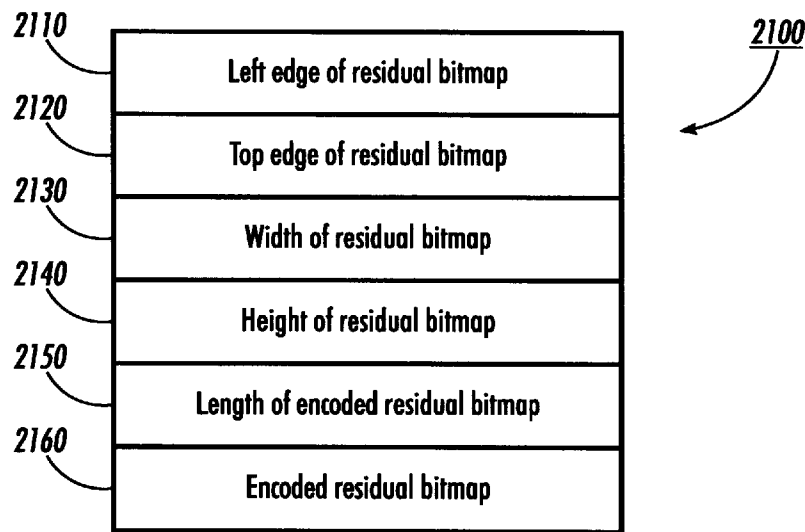 2100
2110
Left edge of residual bitmap
2120
Top edge of residual bitmap
2130
Width of residual bitmap
2140
Height of residual bitmap
2150
Length of encoded residual bitmap
2160
Encoded residual bitmap